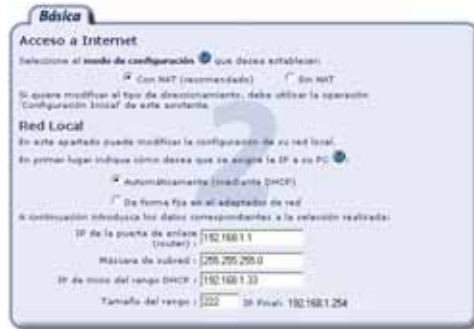 Básica
Acceso a Internet
Seleccione el modo de configuración que desea establecer:
Con NAT (recomendado) Sin NAT
Si quiere modificar el tipo de direccionamiento, debe utilizar la operación
'Configuración Inicial' de este asistente.
2
Red Local
En este apartado puede modificar la configuración de su red local.
En primer lugar indique cómo desea que se asigne la IP a su PC :
Automáticamente (mediante DHCP)
De forma fija en el adaptador de red
A continuación introduzca los datos correspondientes a la selección realizada:
IP de la puerta de enlace
(router) : 192.168.1.1
Máscara de subred : 255.255.255.0
IP de inicio del rango DHCP : 192.168.1.33
Tamaño del rango : 222 IP Final: 192.168.1.254